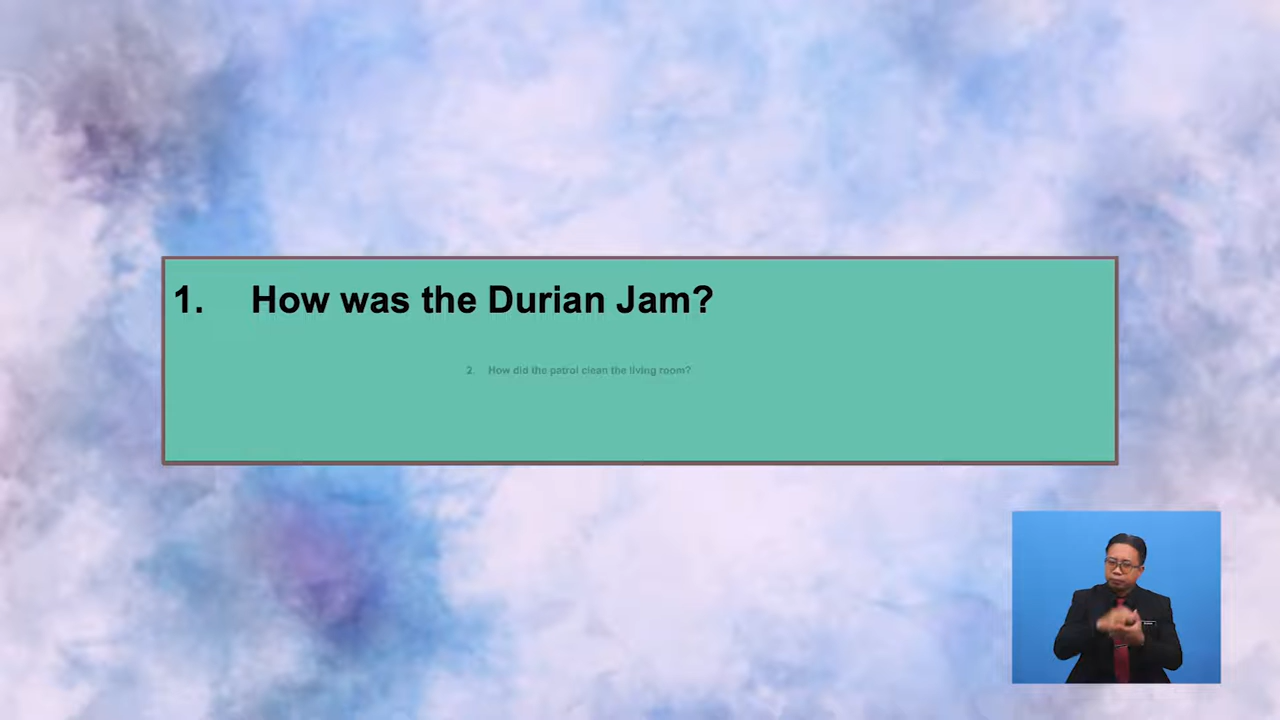 1. How was the Durian Jam?
2. How did the patrol clean the living room?